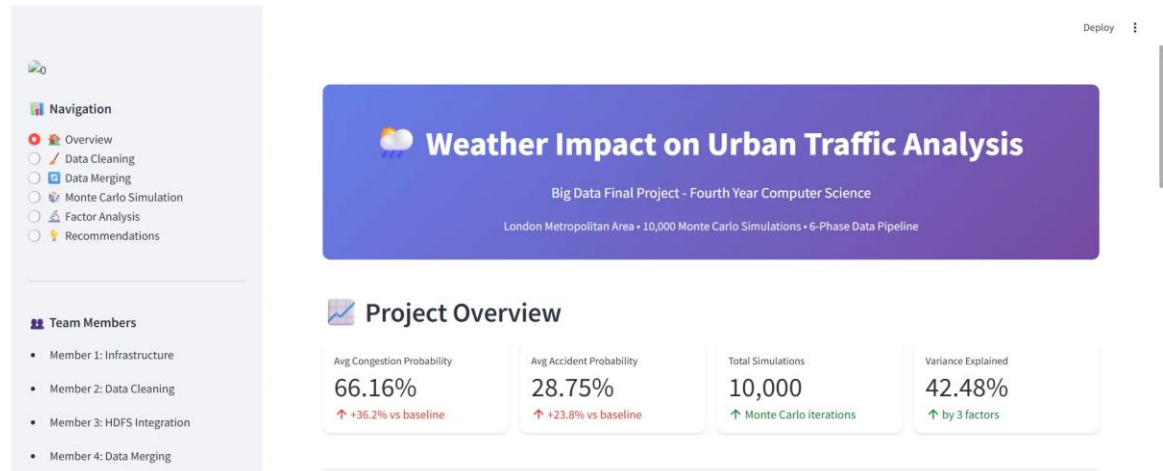 Deploy
0
Navigation
Overview
Data Cleaning
Data Merging
Monte Carlo Simulation
Factor Analysis
Recommendations
Team Members
Member 1: Infrastructure
Member 2: Data Cleaning
Member 3: HDFS Integration
Member 4: Data Merging
Weather Impact on Urban Traffic Analysis
Big Data Final Project - Fourth Year Computer Science
London Metropolitan Area • 10,000 Monte Carlo Simulations • 6-Phase Data Pipeline
Project Overview
Avg Congestion Probability
66.16%
↑ +36.2% vs baseline
Avg Accident Probability
28.75%
↑ +23.8% vs baseline
Total Simulations
10,000
↑ Monte Carlo iterations
Variance Explained
42.48%
↑ by 3 factors